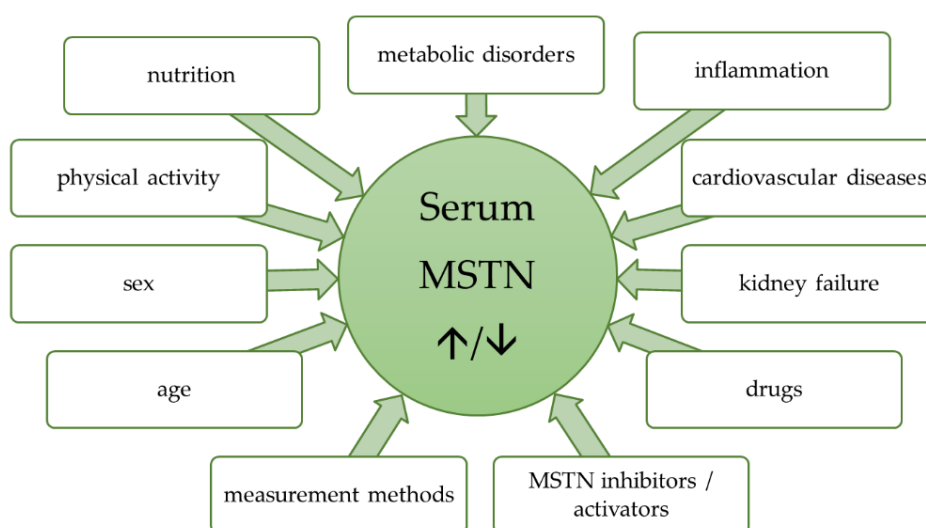 metabolic disorders
nutrition
inflammation
physical activity
cardiovascular diseases
Serum
MSTN
↑/↓
sex
kidney failure
age
drugs
measurement methods
MSTN inhibitors /
activators